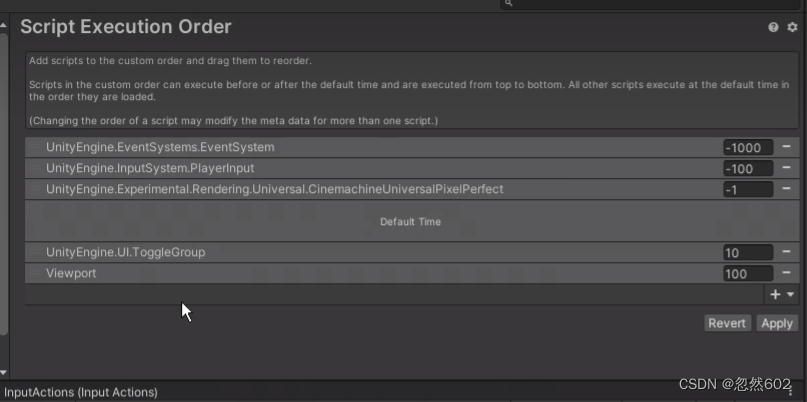 Script Execution Order
Add scripts to the custom order and drag them to reorder.
Scripts in the custom order can execute before or after the default time and are executed from top to bottom. All other scripts execute at the default time in
the order they are loaded.
(Changing the order of a script may modify the meta data for more than one script.)
UnityEngine.EventSystems.EventSystem -1000
UnityEngine.InputSystem.PlayerInput -100
UnityEngine.Experimental.Rendering.Universal.CinemachineUniversalPixelPerfect -1
Default Time
UnityEngine.UI.ToggleGroup 10
Viewport 100
Revert Apply
InputActions (Input Actions)
CSDN @忽然602